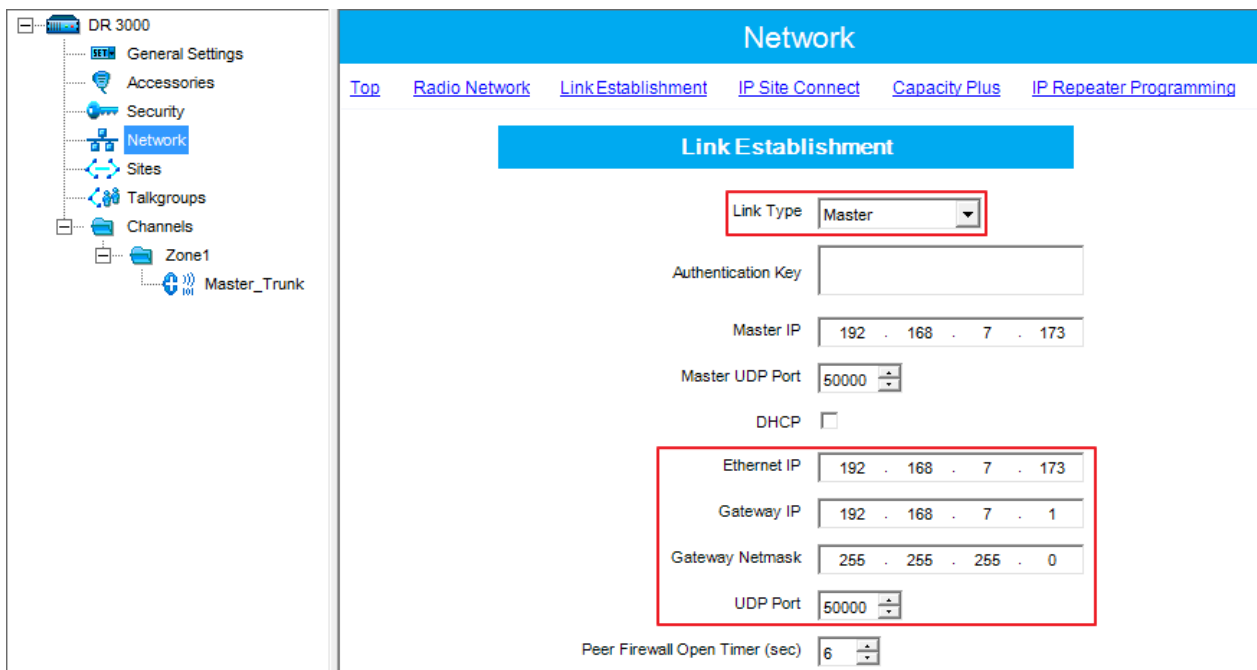 DR 3000
SET
General Settings
Accessories
Security
Network
Sites
Talkgroups
Channels
Zone1
Master_Trunk
Network
Top Radio Network Link Establishment IP Site Connect Capacity Plus IP Repeater Programming
Link Establishment
Link Type Master
Authentication Key
Master IP 192 . 168 . 7 . 173
Master UDP Port 50000
DHCP
Ethernet IP 192 . 168 . 7 . 173
Gateway IP 192 . 168 . 7 . 1
Gateway Netmask 255 . 255 . 255 . 0
UDP Port 50000
Peer Firewall Open Timer (sec) 6